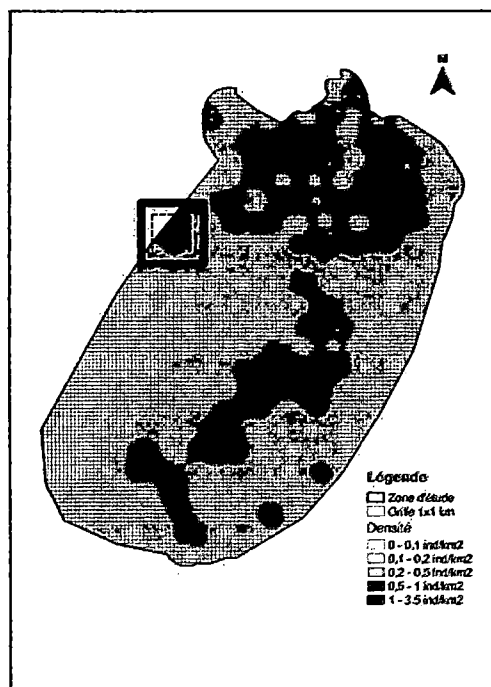 N
Légende
Zone d'étude
Grille 1x1 km
Densité
0 - 0,1 ind/km2
0,1 - 0,2 ind/km2
0,2 - 0,5 ind/km2
0,5 - 1 ind/km2
1 - 3.5 ind/km2